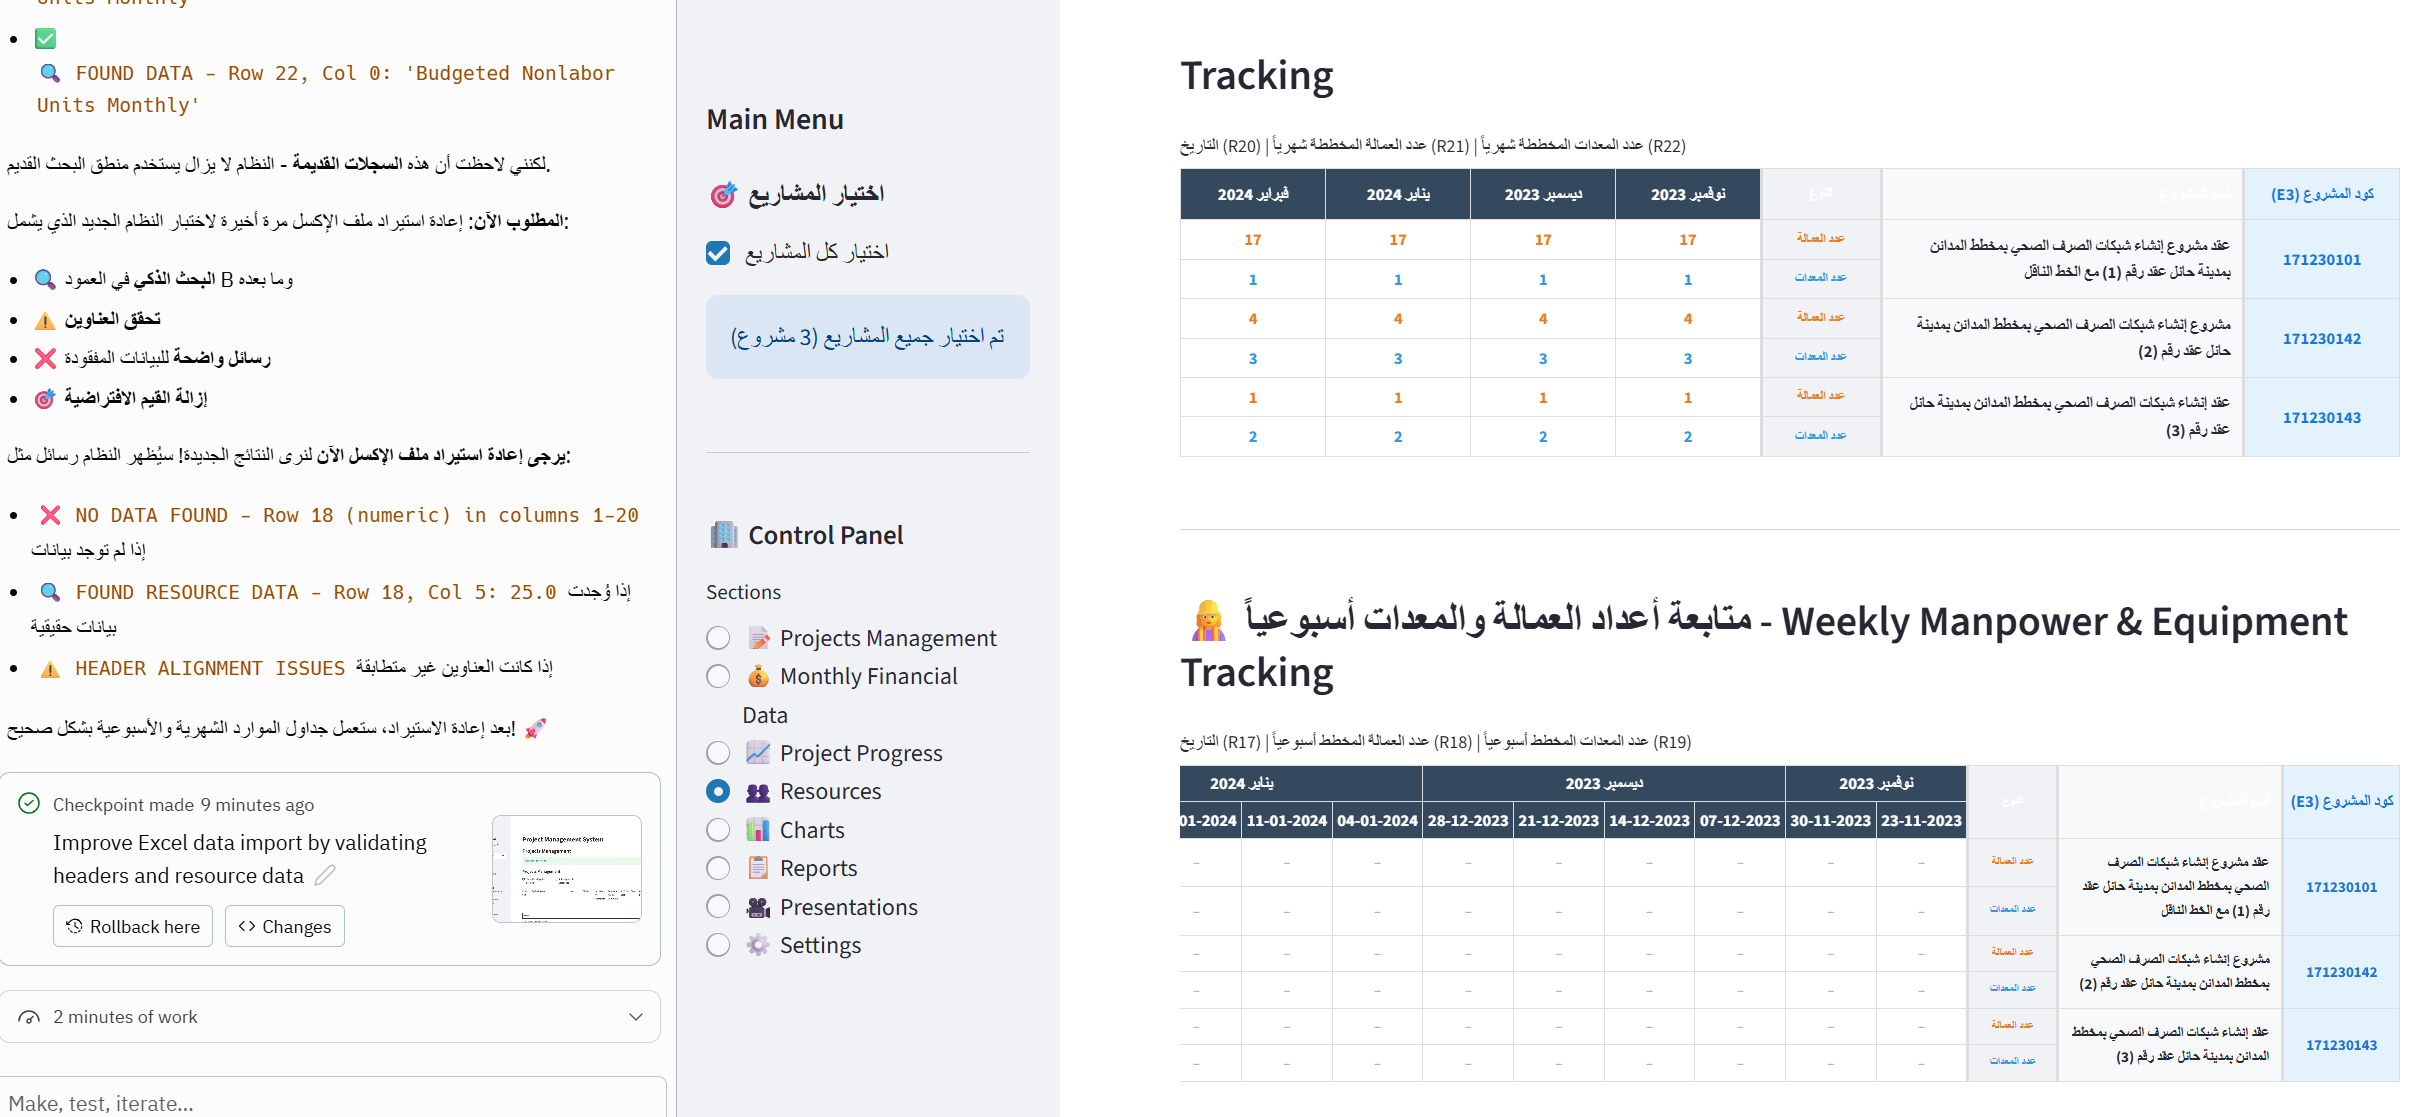 Units Monthly'
✅
🔍 FOUND DATA - Row 22, Col 0: 'Budgeted Nonlabor
Units Monthly'
لكنني لاحظت أن هذه السجلات القديمة - النظام لا يزال يستخدم منطق البحث القديم.
المطلوب الآن: إعادة استيراد ملف الإكسل مرة أخيرة لاختبار النظام الجديد الذي يشمل:
🔍 البحث الذكي في العمود B وما بعده
⚠️ تحقق العناوين
❌ رسائل واضحة للبيانات المفقودة
🎯 إزالة القيم الافتراضية
يرجى إعادة استيراد ملف الإكسل الآن لنرى النتائج الجديدة! سيُظهر النظام رسائل مثل:
❌ NO DATA FOUND - Row 18 (numeric) in columns 1-20
إذا لم توجد بيانات
🔍 FOUND RESOURCE DATA - Row 18, Col 5: 25.0 إذا وُجدت
بيانات حقيقية
⚠️ HEADER ALIGNMENT ISSUES إذا كانت العناوين غير متطابقة
بعد إعادة الاستيراد، ستعمل جداول الموارد الشهرية والأسبوعية بشكل صحيح! 🚀
Checkpoint made 9 minutes ago
Improve Excel data import by validating
headers and resource data
Rollback here
Changes
Project Management System
Projects Management
2 minutes of work
Make, test, iterate...
Main Menu
🎯 اختيار المشاريع
اختيار كل المشاريع
تم اختيار جميع المشاريع (3 مشروع)
🏢 Control Panel
Sections
📝 Projects Management
💰 Monthly Financial
Data
📈 Project Progress
👥 Resources
📊 Charts
📋 Reports
🎥 Presentations
⚙️ Settings
Tracking
التاريخ (R20) | عدد العمالة المخططة شهرياً (R21) | عدد المعدات المخططة شهرياً (R22)
كود المشروع (E3) اسم المشروع النوع نوفمبر 2023 ديسمبر 2023 يناير 2024 فبراير 2024
171230101
عقد مشروع إنشاء شبكات الصرف الصحي بمخطط المدائن
بمدينة حائل عقد رقم (1) مع الخط الناقل
عدد العمالة 17 17 17 17
عدد المعدات 1 1 1 1
171230142
مشروع إنشاء شبكات الصرف الصحي بمخطط المدائن بمدينة
حائل عقد رقم (2)
عدد العمالة 4 4 4 4
عدد المعدات 3 3 3 3
171230143
عقد إنشاء شبكات الصرف الصحي بمخطط المدائن بمدينة حائل
عقد رقم (3)
عدد العمالة 1 1 1 1
عدد المعدات 2 2 2 2
👷‍♀️ متابعة أعداد العمالة والمعدات أسبوعياً - Weekly Manpower & Equipment
Tracking
التاريخ (R17) | عدد العمالة المخطط أسبوعياً (R18) | عدد المعدات المخطط أسبوعياً (R19)
كود المشروع (E3) اسم المشروع النوع نوفمبر 2023 ديسمبر 2023 يناير 2024
23-11-2023 30-11-2023 07-12-2023 14-12-2023 21-12-2023 28-12-2023 04-01-2024 11-01-2024 01-2024
171230101
عقد مشروع إنشاء شبكات الصرف
الصحي بمخطط المدائن بمدينة حائل عقد
رقم (1) مع الخط الناقل
عدد العمالة - - - - - - - - -
عدد المعدات - - - - - - - - -
171230142
مشروع إنشاء شبكات الصرف الصحي
بمخطط المدائن بمدينة حائل عقد رقم (2)
عدد العمالة - - - - - - - - -
عدد المعدات - - - - - - - - -
171230143
عقد إنشاء شبكات الصرف الصحي بمخطط
المدائن بمدينة حائل عقد رقم (3)
عدد العمالة - - - - - - - - -
عدد المعدات - - - - - - - - -